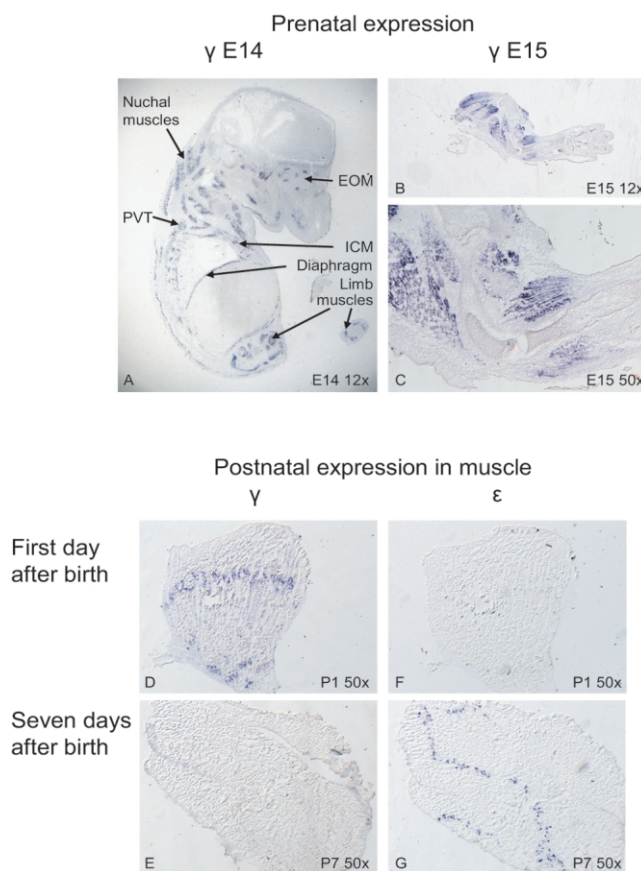 Prenatal expression
γ E14
γ E15
Nuchal
muscles
EOM
PVT
ICM
Diaphragm
Limb
muscles
A
E14 12x
B
E15 12x
C
E15 50x
Postnatal expression in muscle
γ
ε
First day
after birth
D
P1 50x
F
P1 50x
Seven days
after birth
E
P7 50x
G
P7 50x